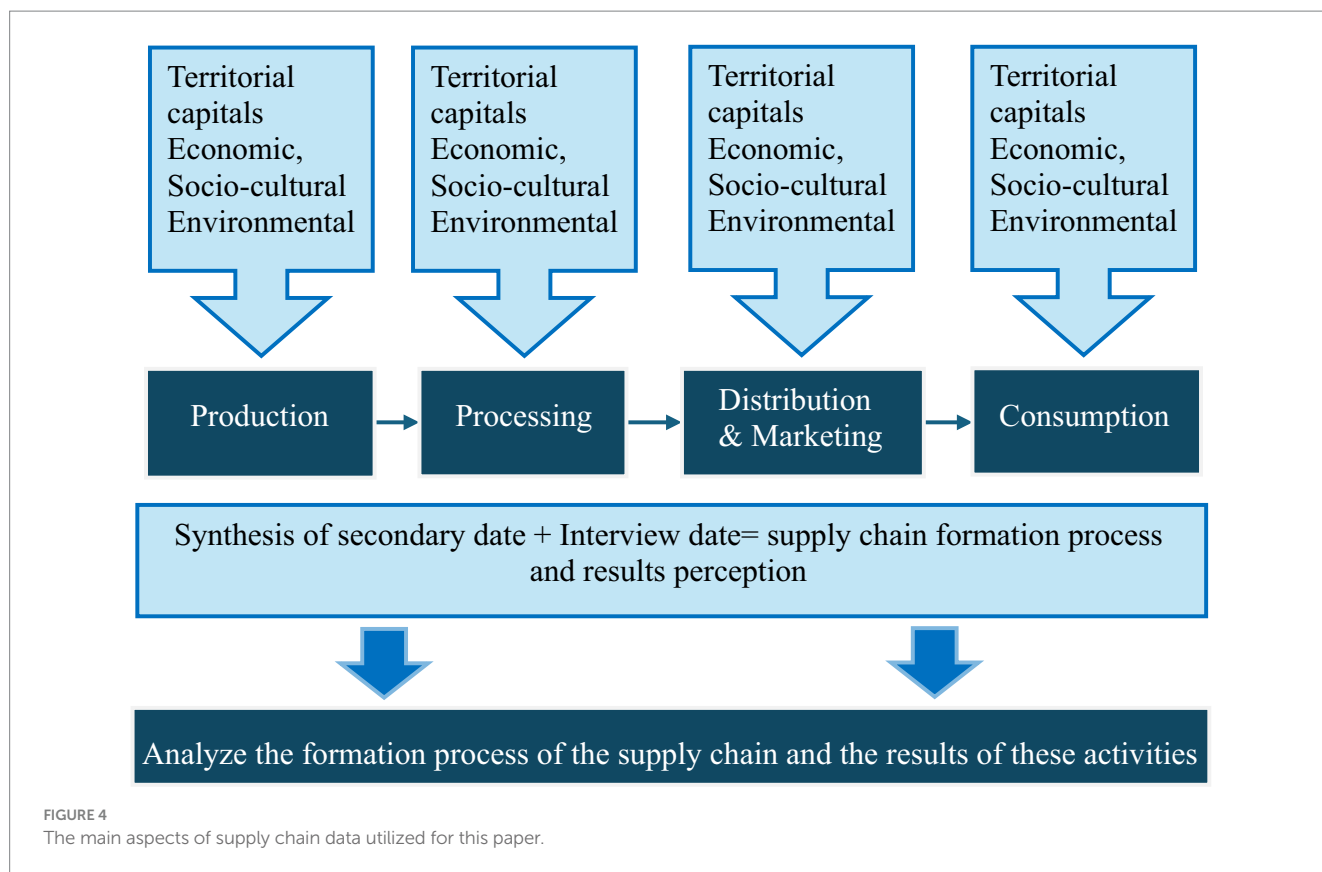 Territorial
capitals
Economic,
Socio-cultural
Environmental
Territorial
capitals
Economic,
Socio-cultural
Environmental
Territorial
capitals
Economic,
Socio-cultural
Environmental
Territorial
capitals
Economic,
Socio-cultural
Environmental
Production
Processing
Distribution
& Marketing
Consumption
Synthesis of secondary date + Interview date= supply chain formation process
and results perception
Analyze the formation process of the supply chain and the results of these activities
FIGURE 4
The main aspects of supply chain data utilized for this paper.